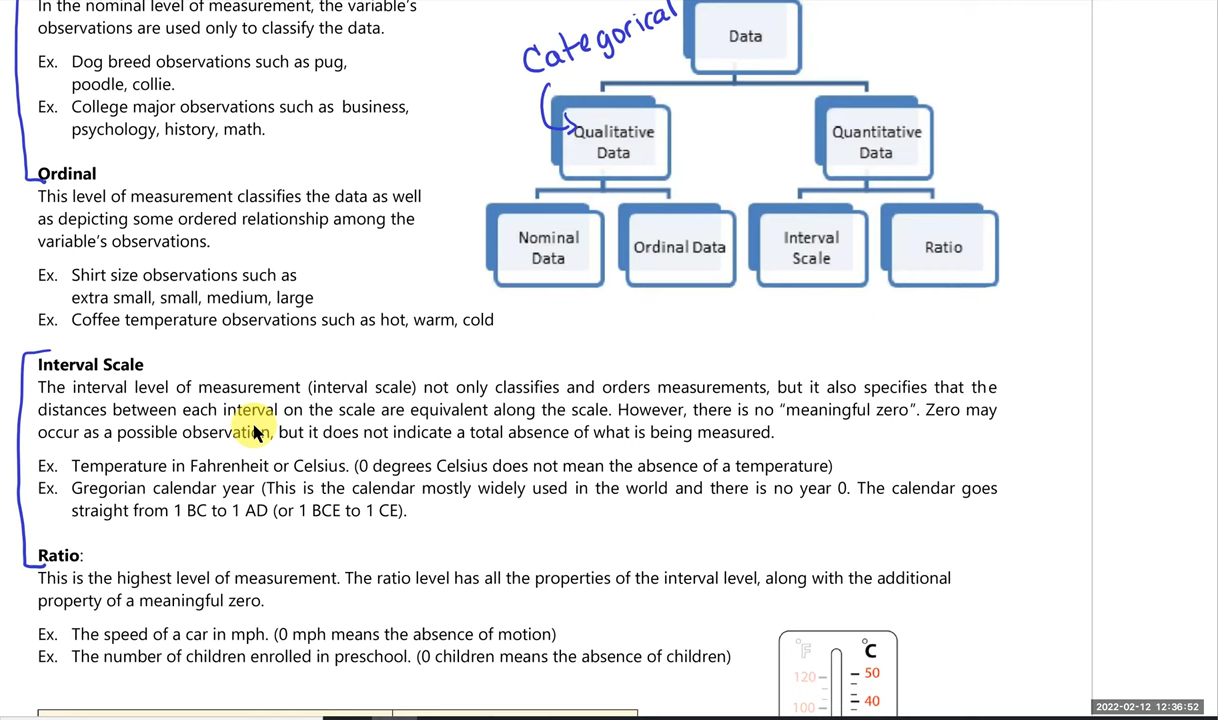 In the nominal level of measurement, the variable's
observations are used only to classify the data.
Ex. Dog breed observations such as pug,
poodle, collie.
Ex. College major observations such as business,
psychology, history, math.
Categorical
Data
Qualitative
Data
Quantitative
Data
Nominal
Data
Ordinal Data
Interval
Scale
Ratio
Ordinal
This level of measurement classifies the data as well
as depicting some ordered relationship among the
variable's observations.
Ex. Shirt size observations such as
extra small, small, medium, large
Ex. Coffee temperature observations such as hot, warm, cold
Interval Scale
The interval level of measurement (interval scale) not only classifies and orders measurements, but it also specifies that the
distances between each interval on the scale are equivalent along the scale. However, there is no "meaningful zero". Zero may
occur as a possible observation, but it does not indicate a total absence of what is being measured.
Ex. Temperature in Fahrenheit or Celsius. (0 degrees Celsius does not mean the absence of a temperature)
Ex. Gregorian calendar year (This is the calendar mostly widely used in the world and there is no year 0. The calendar goes
straight from 1 BC to 1 AD (or 1 BCE to 1 CE).
Ratio:
This is the highest level of measurement. The ratio level has all the properties of the interval level, along with the additional
property of a meaningful zero.
Ex. The speed of a car in mph. (0 mph means the absence of motion)
Ex. The number of children enrolled in preschool. (0 children means the absence of children)
°F °C
120 50
100 40
2022-02-12 12:36:52